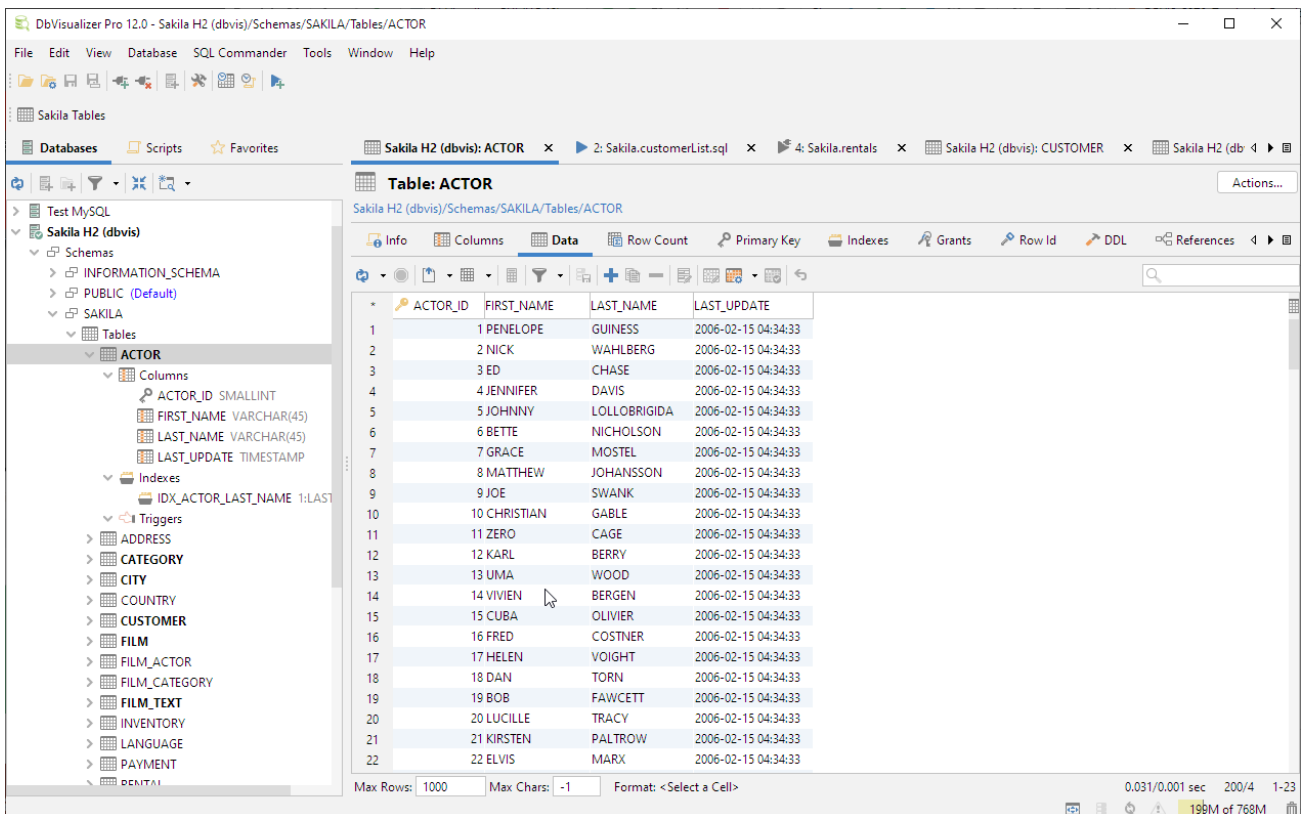 DbVisualizer Pro 12.0 - Sakila H2 (dbvis)/Schemas/SAKILA/Tables/ACTOR
File Edit View Database SQL Commander Tools Window Help
Sakila Tables
Databases Scripts Favorites
Sakila H2 (dbvis): ACTOR 2: Sakila.customerList.sql 4: Sakila.rentals Sakila H2 (dbvis): CUSTOMER Sakila H2 (db
Table: ACTOR
Actions...
Sakila H2 (dbvis)/Schemas/SAKILA/Tables/ACTOR
Info Columns Data Row Count Primary Key Indexes Grants Row Id DDL References
Test MySQL
Sakila H2 (dbvis)
Schemas
INFORMATION_SCHEMA
PUBLIC (Default)
SAKILA
Tables
ACTOR
Columns
ACTOR_ID SMALLINT
FIRST_NAME VARCHAR(45)
LAST_NAME VARCHAR(45)
LAST_UPDATE TIMESTAMP
Indexes
IDX_ACTOR_LAST_NAME 1:LAST
Triggers
ADDRESS
CATEGORY
CITY
COUNTRY
CUSTOMER
FILM
FILM_ACTOR
FILM_CATEGORY
FILM_TEXT
INVENTORY
LANGUAGE
PAYMENT
RENTAL
* ACTOR_ID FIRST_NAME LAST_NAME LAST_UPDATE
1 1 PENELOPE GUINESS 2006-02-15 04:34:33
2 2 NICK WAHLBERG 2006-02-15 04:34:33
3 3 ED CHASE 2006-02-15 04:34:33
4 4 JENNIFER DAVIS 2006-02-15 04:34:33
5 5 JOHNNY LOLLOBRIGIDA 2006-02-15 04:34:33
6 6 BETTE NICHOLSON 2006-02-15 04:34:33
7 7 GRACE MOSTEL 2006-02-15 04:34:33
8 8 MATTHEW JOHANSSON 2006-02-15 04:34:33
9 9 JOE SWANK 2006-02-15 04:34:33
10 10 CHRISTIAN GABLE 2006-02-15 04:34:33
11 11 ZERO CAGE 2006-02-15 04:34:33
12 12 KARL BERRY 2006-02-15 04:34:33
13 13 UMA WOOD 2006-02-15 04:34:33
14 14 VIVIEN BERGEN 2006-02-15 04:34:33
15 15 CUBA OLIVIER 2006-02-15 04:34:33
16 16 FRED COSTNER 2006-02-15 04:34:33
17 17 HELEN VOIGHT 2006-02-15 04:34:33
18 18 DAN TORN 2006-02-15 04:34:33
19 19 BOB FAWCETT 2006-02-15 04:34:33
20 20 LUCILLE TRACY 2006-02-15 04:34:33
21 21 KIRSTEN PALTROW 2006-02-15 04:34:33
22 22 ELVIS MARX 2006-02-15 04:34:33
Max Rows: 1000 Max Chars: -1 Format: <Select a Cell> 0.031/0.001 sec 200/4 1-23
199M of 768M